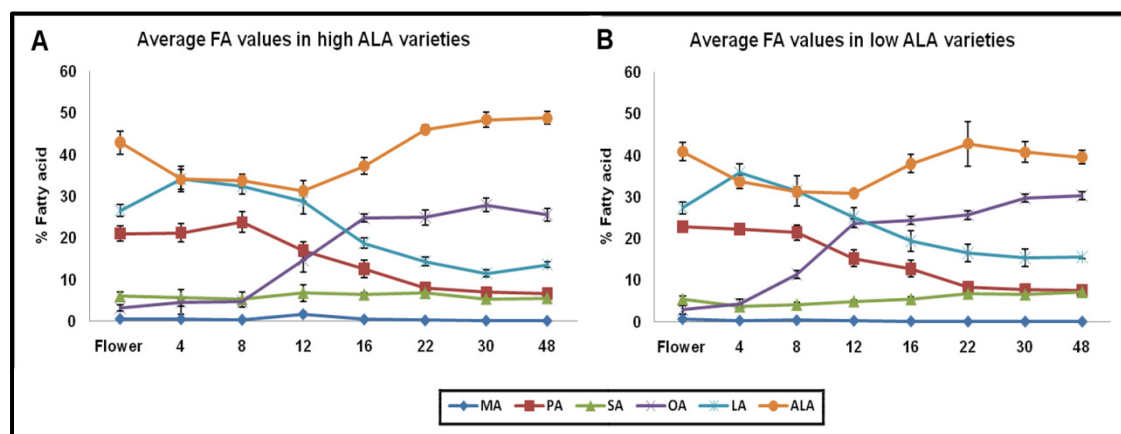 A
Average FA values in high ALA varieties
% Fatty acid
60
50
40
30
20
10
0
Flower 4 8 12 16 22 30 48
B
Average FA values in low ALA varieties
% Fatty acid
60
50
40
30
20
10
0
Flower 4 8 12 16 22 30 48
MA PA SA OA LA ALA